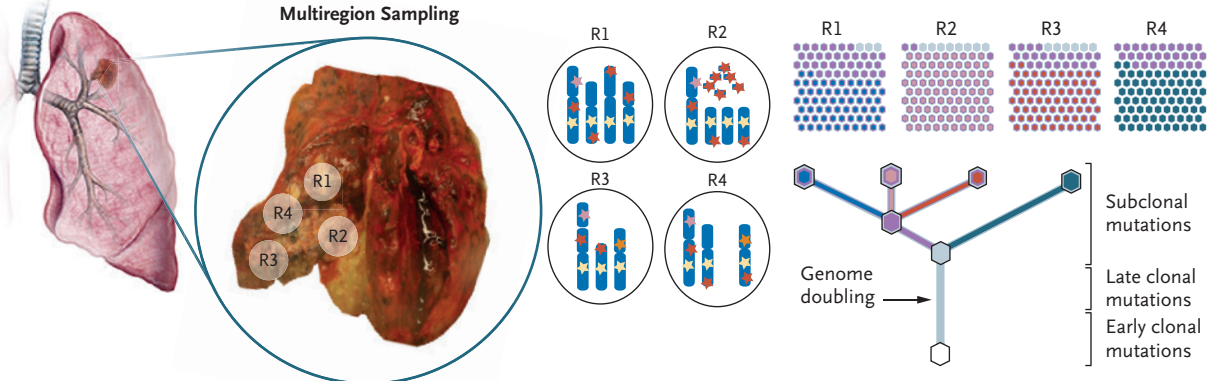 Multiregion Sampling
R1
R4
R2
R3
R1
R2
R3
R4
R1
R2
R3
R4
Genome
doubling
Subclonal
mutations
Late clonal
mutations
Early clonal
mutations